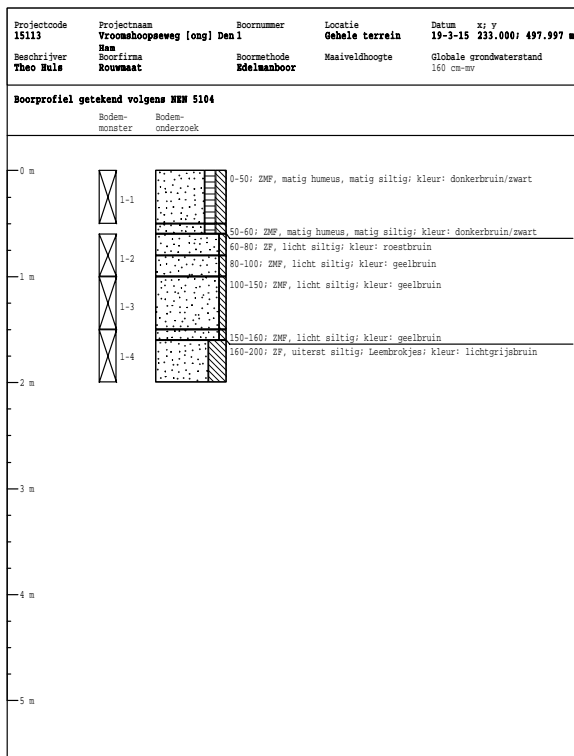 Projectcode Projectnaam Boornummer Locatie Datum x; y
15113 Vroomshoopseweg [ong] Den 1 Gehele terrein 19-3-15 233.000; 497.997 m
Ham
Beschrijver Boorfirma Boormethode Maaiveldhoogte Globale grondwaterstand
Theo Huls Rouwmaat Edelmanboor 160 cm-mv
Boorprofiel getekend volgens NEN 5104
Bodem- Bodem-
monster onderzoek
0 m
0-50; ZMF, matig humeus, matig siltig; kleur: donkerbruin/zwart
1-1
50-60; ZMF, matig humeus, matig siltig; kleur: donkerbruin/zwart
60-80; ZF, licht siltig; kleur: roestbruin
1-2
80-100; ZMF, licht siltig; kleur: geelbruin
1 m
100-150; ZMF, licht siltig; kleur: geelbruin
1-3
150-160; ZMF, licht siltig; kleur: geelbruin
160-200; ZF, uiterst siltig; Leembrokjes; kleur: lichtgrijsbruin
1-4
2 m
3 m
4 m
5 m